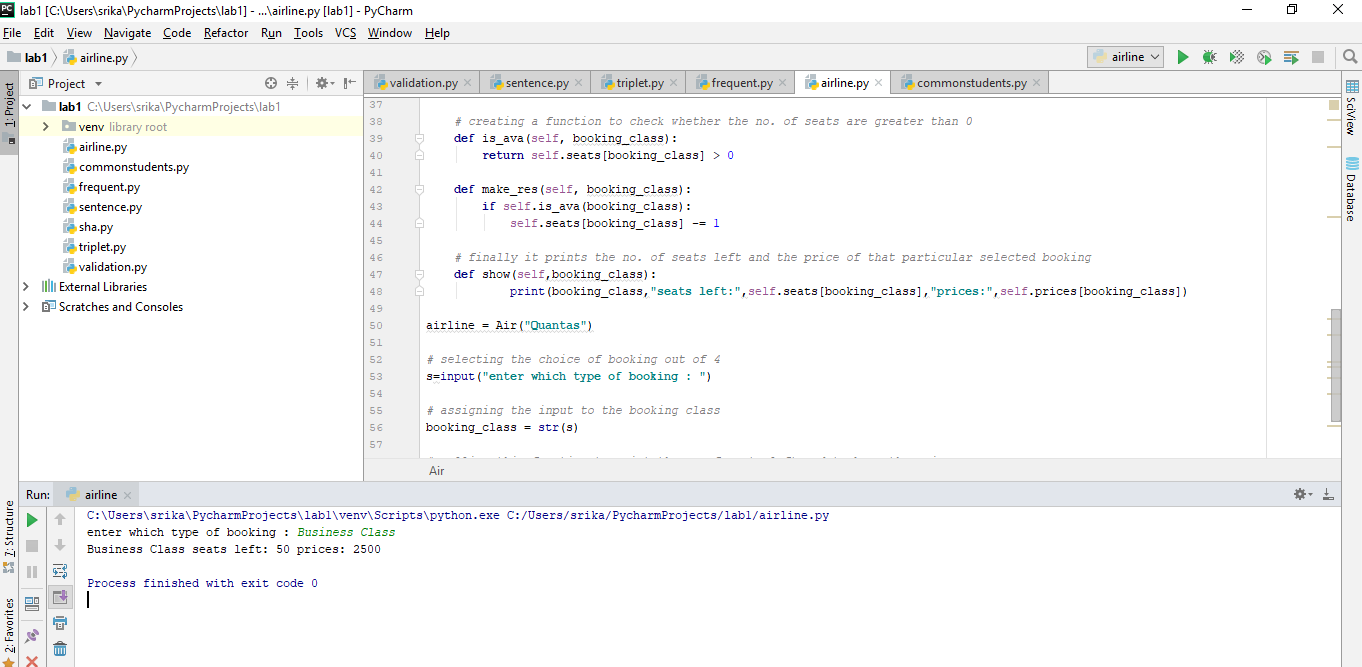 lab1 [C:\Users\srika\PycharmProjects\lab1] - ...\airline.py [lab1] - PyCharm
File Edit View Navigate Code Refactor Run Tools VCS Window Help
lab1 airline.py
airline
Project
validation.py sentence.py triplet.py frequent.py airline.py commonstudents.py
1: Project
lab1 C:\Users\srika\PycharmProjects\lab1
venv library root
airline.py
commonstudents.py
frequent.py
sentence.py
sha.py
triplet.py
validation.py
External Libraries
Scratches and Consoles
37
38 # creating a function to check whether the no. of seats are greater than 0
39 def is_ava(self, booking_class):
40 return self.seats[booking_class] > 0
41
42 def make_res(self, booking_class):
43 if self.is_ava(booking_class):
44 self.seats[booking_class] -= 1
45
46 # finally it prints the no. of seats left and the price of that particular selected booking
47 def show(self,booking_class):
48 print(booking_class,"seats left:",self.seats[booking_class],"prices:",self.prices[booking_class])
49
50 airline = Air("Quantas")
51
52 # selecting the choice of booking out of 4
53 s=input("enter which type of booking : ")
54
55 # assigning the input to the booking class
56 booking_class = str(s)
57
Air
SciView
Database
Run: airline
C:\Users\srika\PycharmProjects\lab1\venv\Scripts\python.exe C:/Users/srika/PycharmProjects/lab1/airline.py
enter which type of booking : Business Class
Business Class seats left: 50 prices: 2500
Process finished with exit code 0
7: Structure
2: Favorites